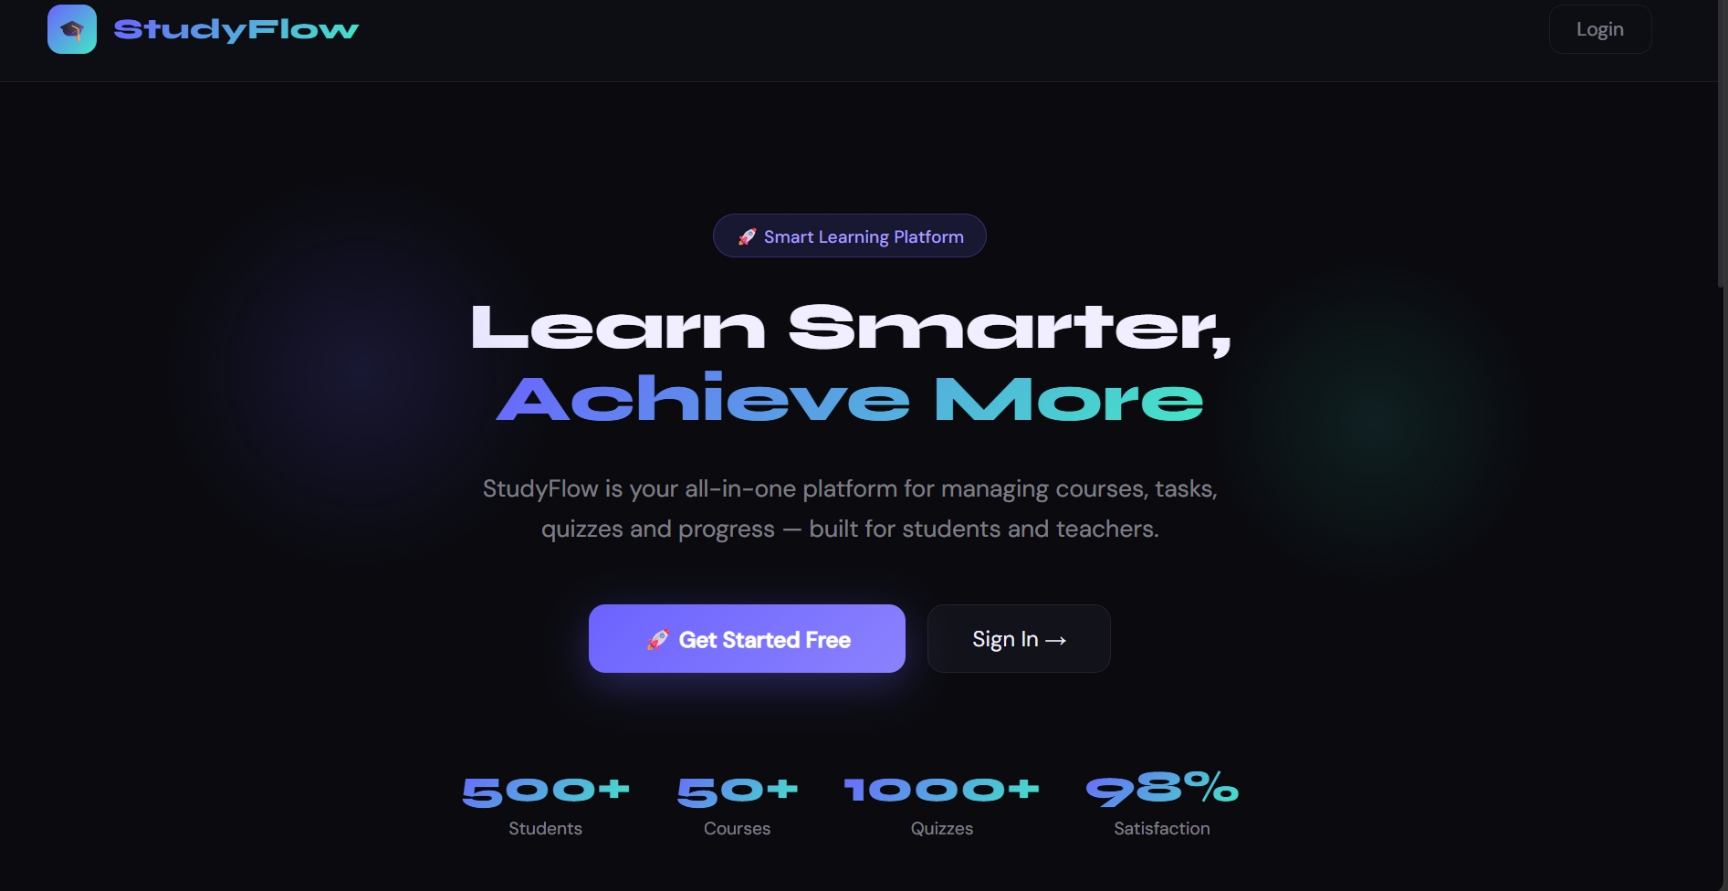 StudyFlow
Login
🚀 Smart Learning Platform
Learn Smarter,
Achieve More
StudyFlow is your all-in-one platform for managing courses, tasks,
quizzes and progress — built for students and teachers.
🚀 Get Started Free
Sign In →
500+ 50+ 1000+ 98%
Students Courses Quizzes Satisfaction